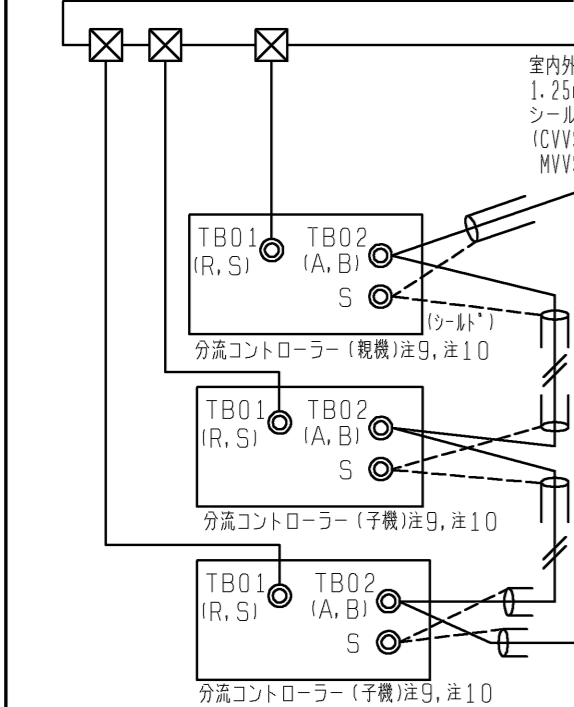 室内外
1.25
シール
(CVVS
MVVS
TB01
(R,S)
TB02
(A,B)
S
(シールド)
分流コントローラー(親機)注9,注10
TB01
(R,S)
TB02
(A,B)
S
分流コントローラー(子機)注9,注10
TB01
(R,S)
TB02
(A,B)
S
分流コントローラー(子機)注9,注10